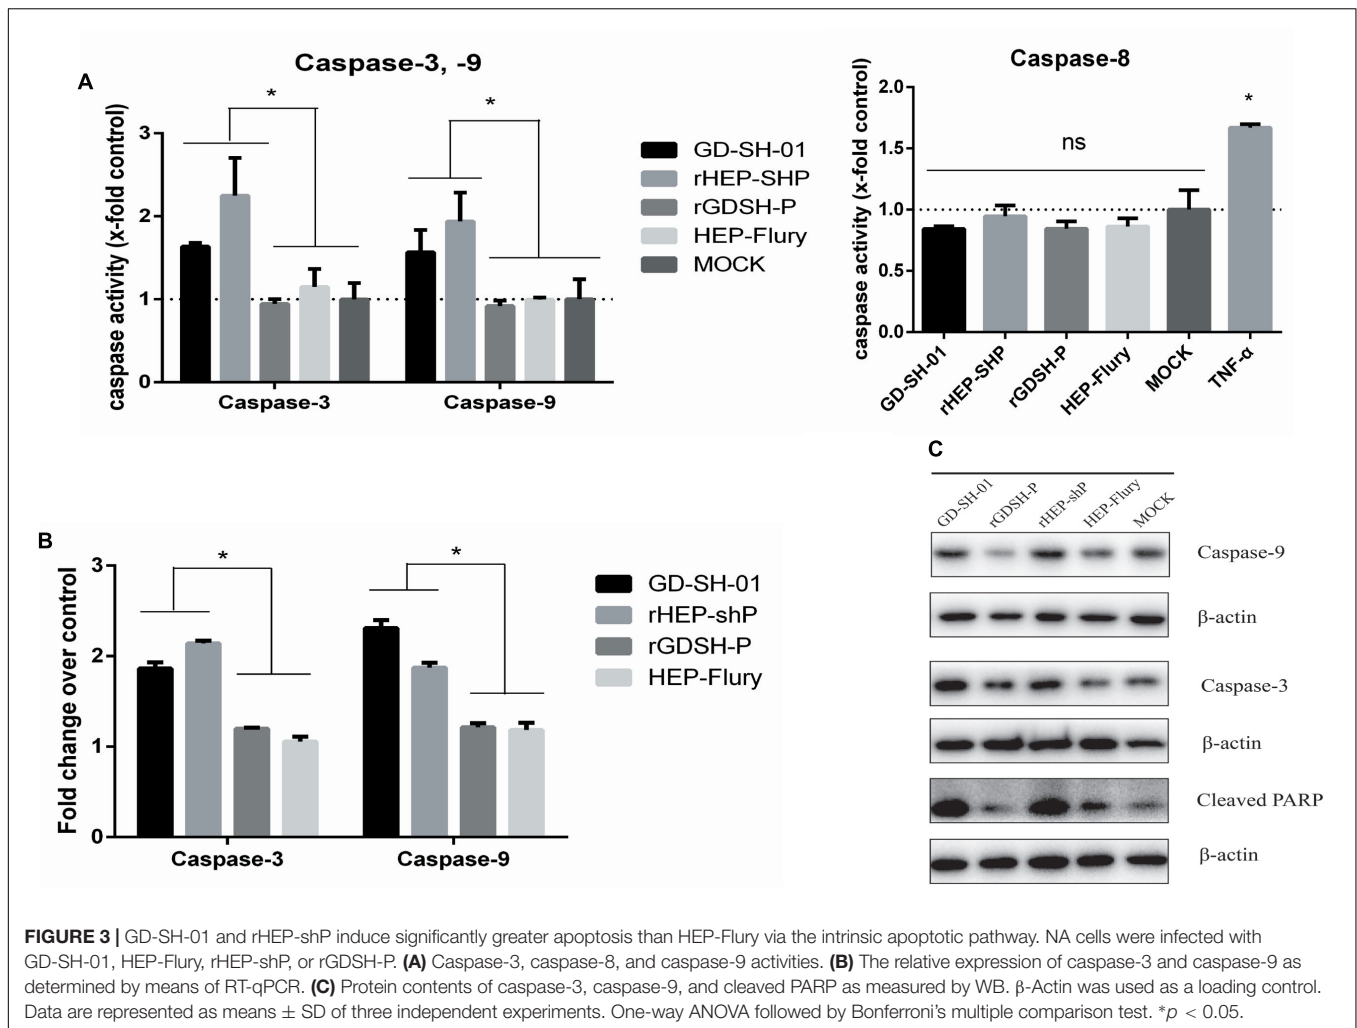 A
Caspase-3, -9
caspase activity (x-fold control)
3
2
1
0
*
*
Caspase-3
Caspase-9
GD-SH-01
rHEP-SHP
rGDSH-P
HEP-Flury
MOCK
Caspase-8
caspase activity (x-fold control)
2.0
1.5
1.0
0.5
0.0
ns
*
GD-SH-01
rHEP-SHP
rGDSH-P
HEP-Flury
MOCK
TNF-α
B
Fold change over control
3
2
1
0
*
*
Caspase-3
Caspase-9
GD-SH-01
rHEP-shP
rGDSH-P
HEP-Flury
C
GD-SH-01
rGDSH-P
rHEP-shP
HEP-Flury
MOCK
Caspase-9
β-actin
Caspase-3
β-actin
Cleaved PARP
β-actin
FIGURE 3 | GD-SH-01 and rHEP-shP induce significantly greater apoptosis than HEP-Flury via the intrinsic apoptotic pathway. NA cells were infected with
GD-SH-01, HEP-Flury, rHEP-shP, or rGDSH-P. (A) Caspase-3, caspase-8, and caspase-9 activities. (B) The relative expression of caspase-3 and caspase-9 as
determined by means of RT-qPCR. (C) Protein contents of caspase-3, caspase-9, and cleaved PARP as measured by WB. β-Actin was used as a loading control.
Data are represented as means ± SD of three independent experiments. One-way ANOVA followed by Bonferroni's multiple comparison test. *p < 0.05.